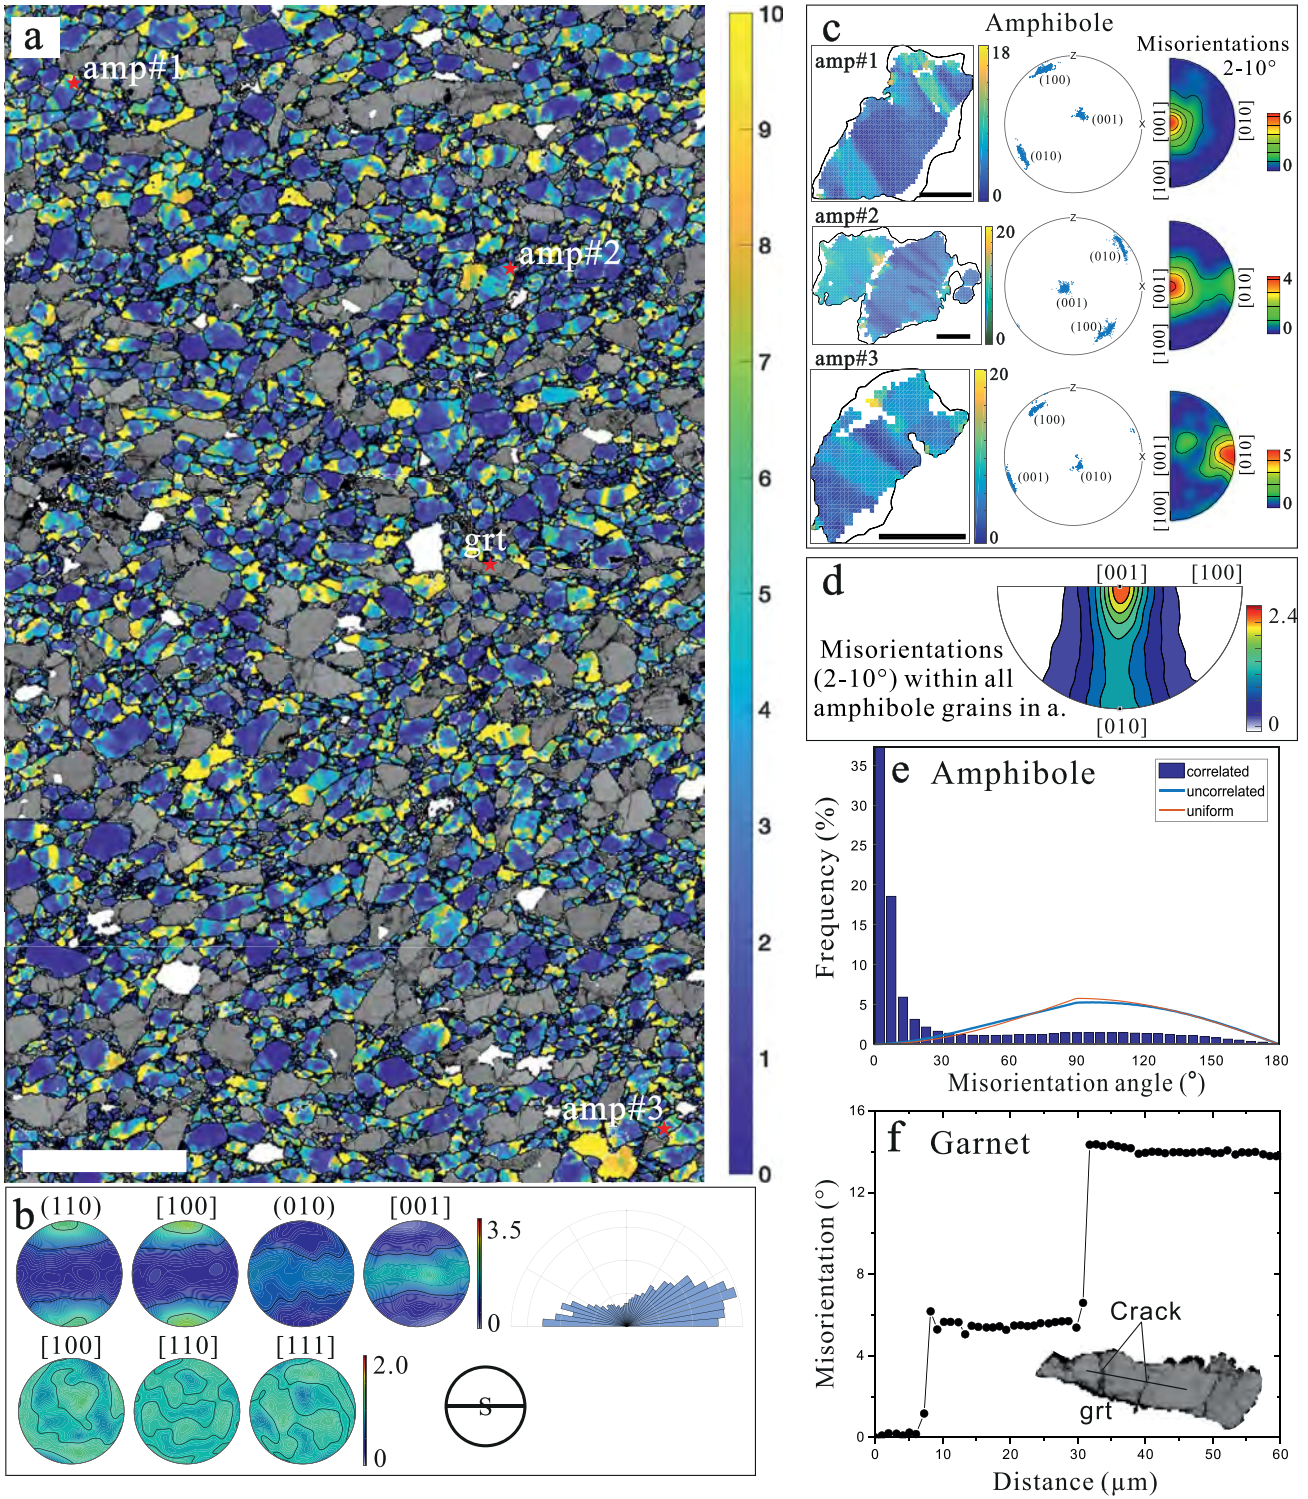 a
amp#1
amp#2
grt
amp#3
10
9
8
7
6
5
4
3
2
1
0
b
(110)
[100]
(010)
[001]
3.5
0
[100]
[110]
[111]
2.0
0
S
c
Amphibole
Misorientations
2-10°
amp#1
18
0
Z
X
(100)
(001)
(010)
[001]
[100]
[010]
6
0
amp#2
20
0
Z
X
(010)
(001)
(100)
[001]
[100]
[010]
4
0
amp#3
20
0
Z
X
(100)
(001)
(010)
[001]
[100]
[010]
5
0
d
[001]
[100]
[010]
Misorientations
(2-10°) within all
amphibole grains in a.
2.4
0
e Amphibole
correlated
uncorrelated
uniform
Frequency (%)
35
30
25
20
15
10
5
0
0 30 60 90 120 150 180
Misorientation angle (°)
f Garnet
Misorientation (°)
16
12
8
4
0
Crack
grt
0 10 20 30 40 50 60
Distance (µm)